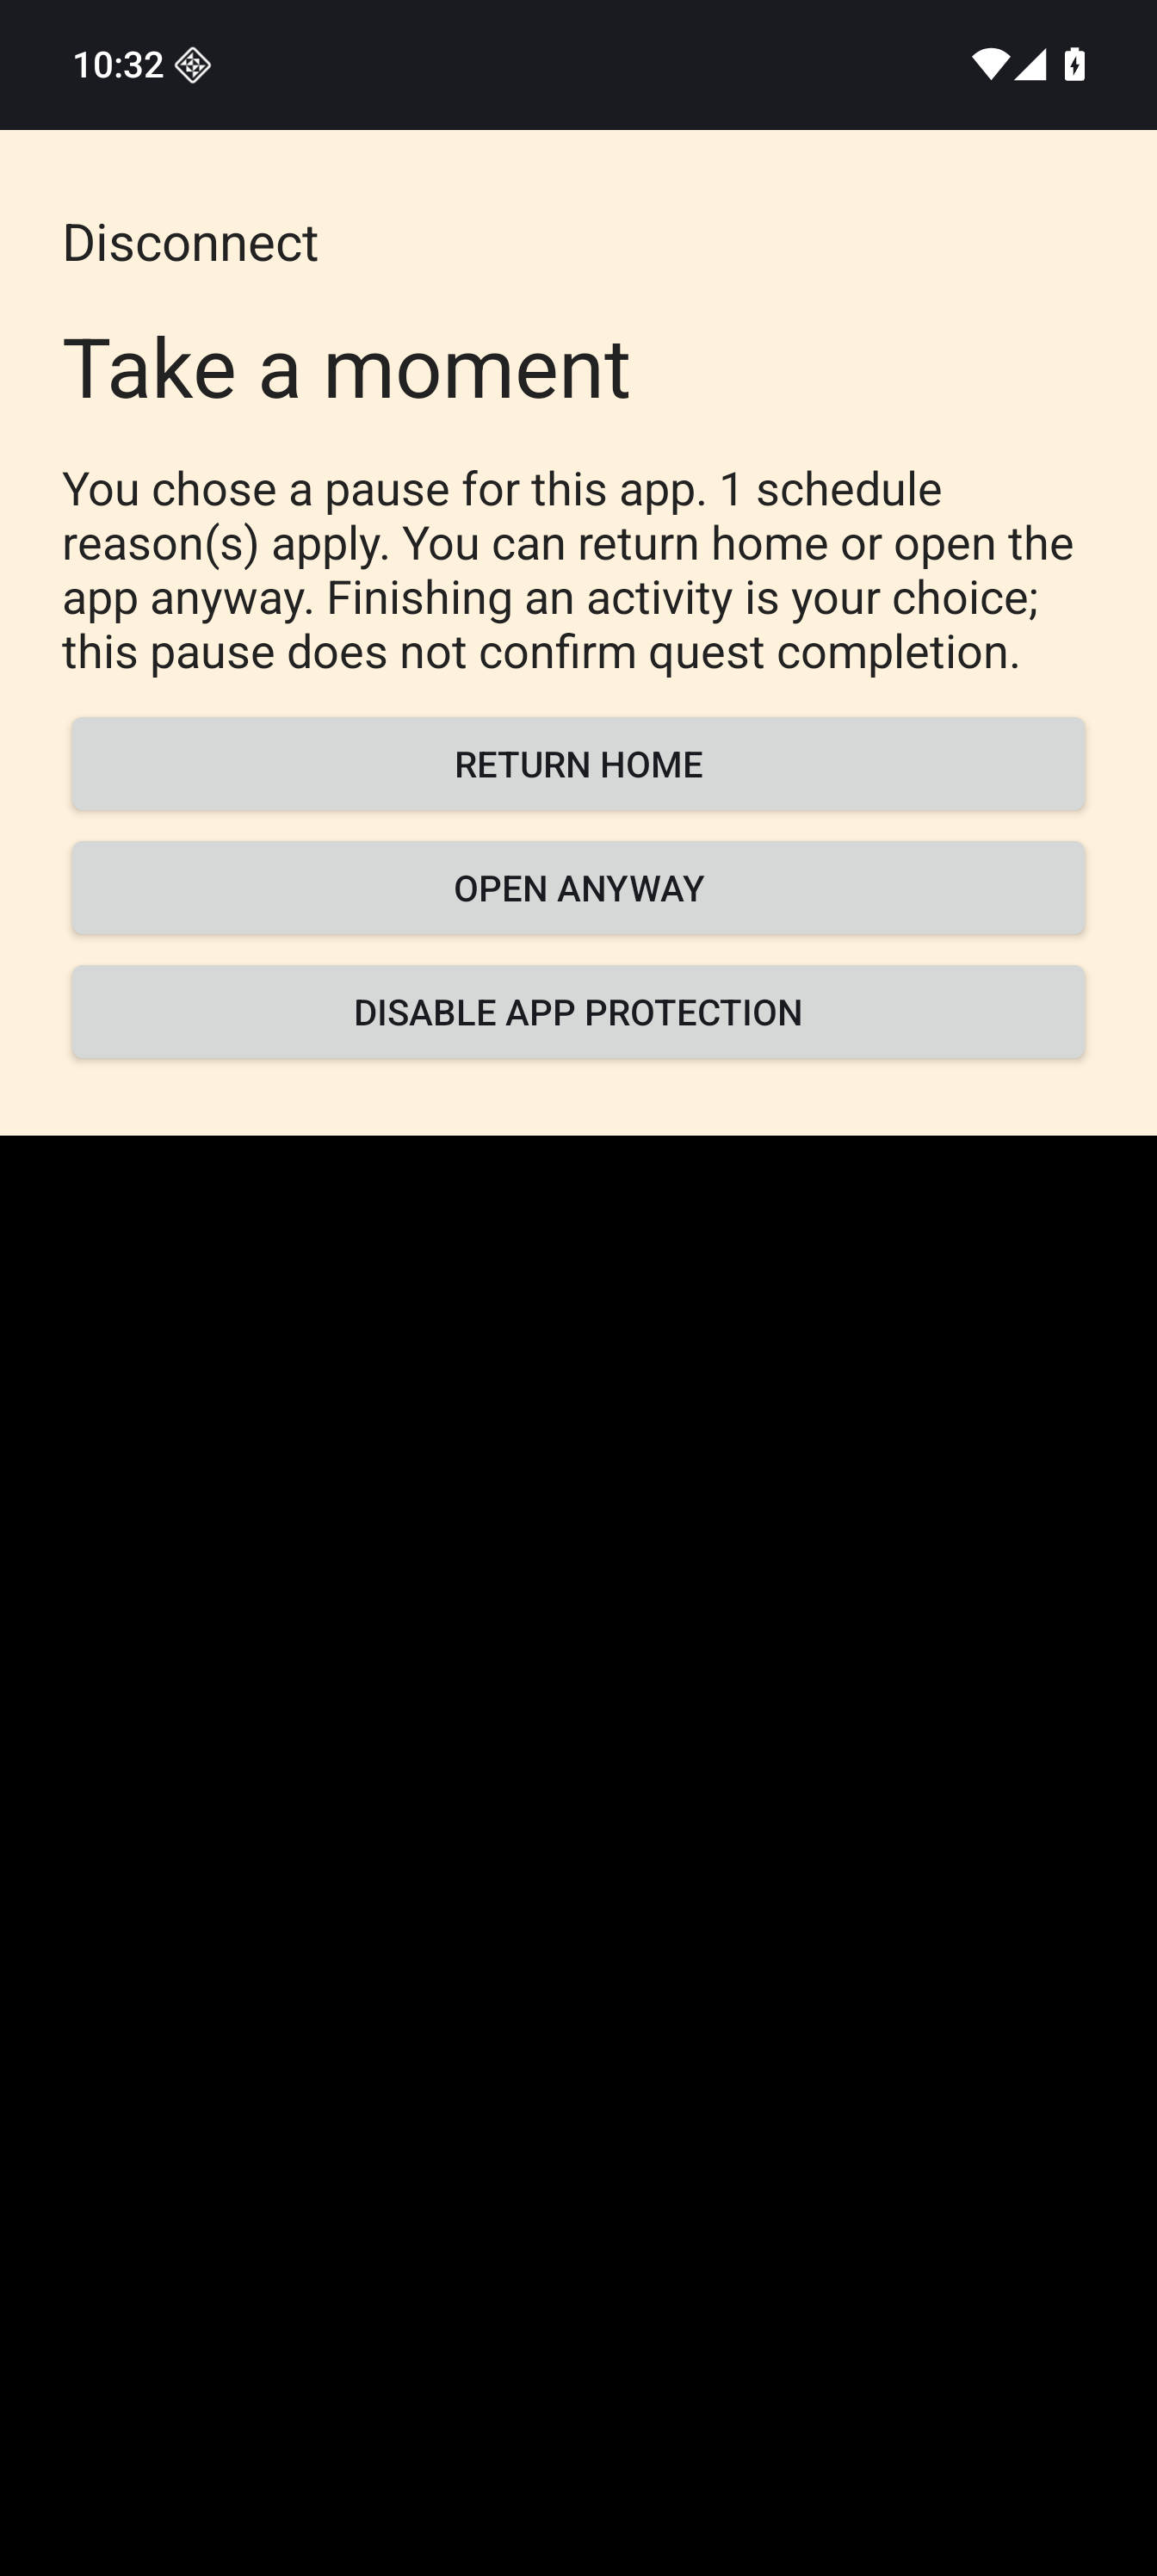 10:32
Disconnect
Take a moment
You chose a pause for this app. 1 schedule
reason(s) apply. You can return home or open the
app anyway. Finishing an activity is your choice;
this pause does not confirm quest completion.
RETURN HOME
OPEN ANYWAY
DISABLE APP PROTECTION